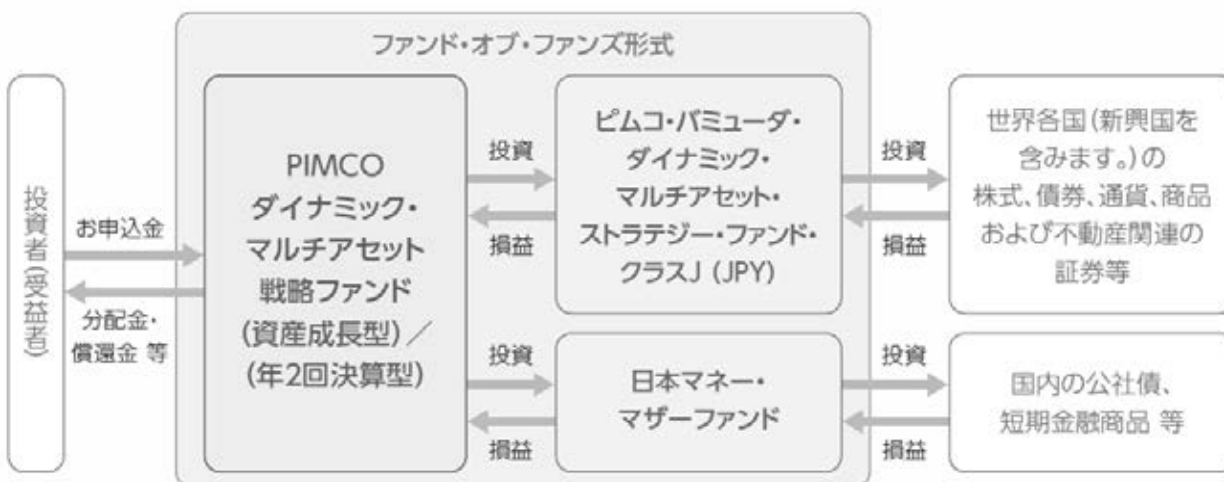 ファンド・オブ・ファンズ形式
投資者(受益者)
お申込金
分配金・
償還金 等
PIMCO
ダイナミック・
マルチアセット
戦略ファンド
(資産成長型)／
(年2回決算型)
投資
損益
ピムコ・バミューダ・
ダイナミック・
マルチアセット・
ストラテジー・ファンド・
クラスJ (JPY)
投資
損益
世界各国(新興国を
含みます。)の
株式、債券、通貨、商品
および不動産関連の
証券等
投資
損益
日本マネー・
マザーファンド
投資
損益
国内の公社債、
短期金融商品 等